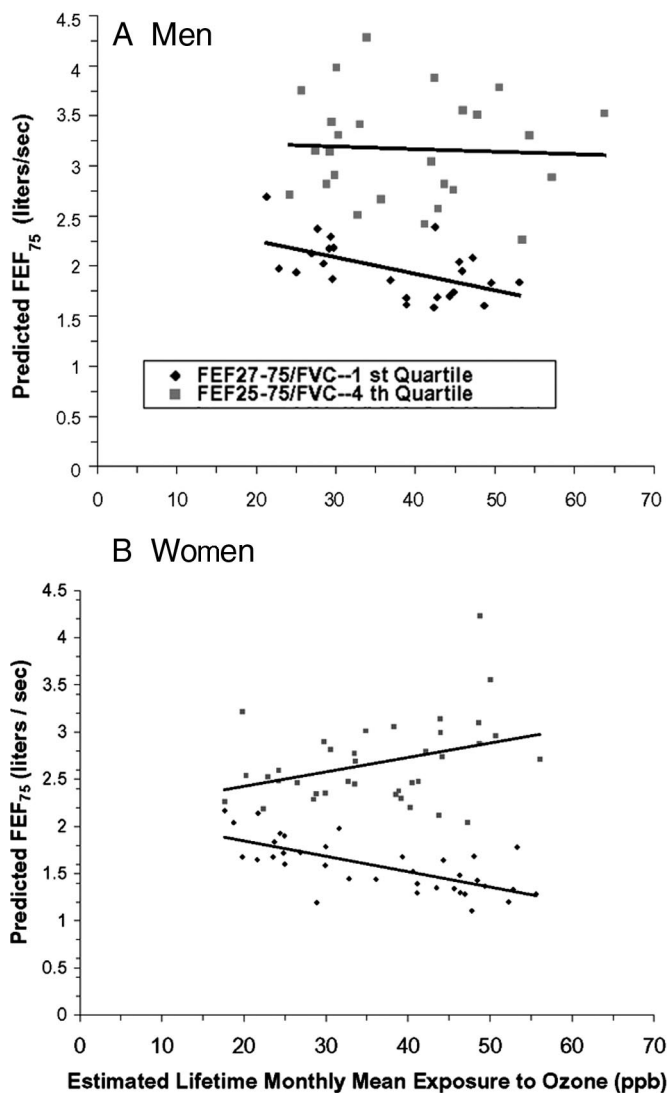 A Men
Predicted FEF75 (liters/sec)
4.5
4
3.5
3
2.5
2
1.5
1
0.5
0
FEF27-75/FVC--1 st Quartile
FEF25-75/FVC--4 th Quartile
0 10 20 30 40 50 60 70
B Women
Predicted FEF75 (liters / sec)
4.5
4
3.5
3
2.5
2
1.5
1
0.5
0
0 10 20 30 40 50 60 70
Estimated Lifetime Monthly Mean Exposure to Ozone (ppb)